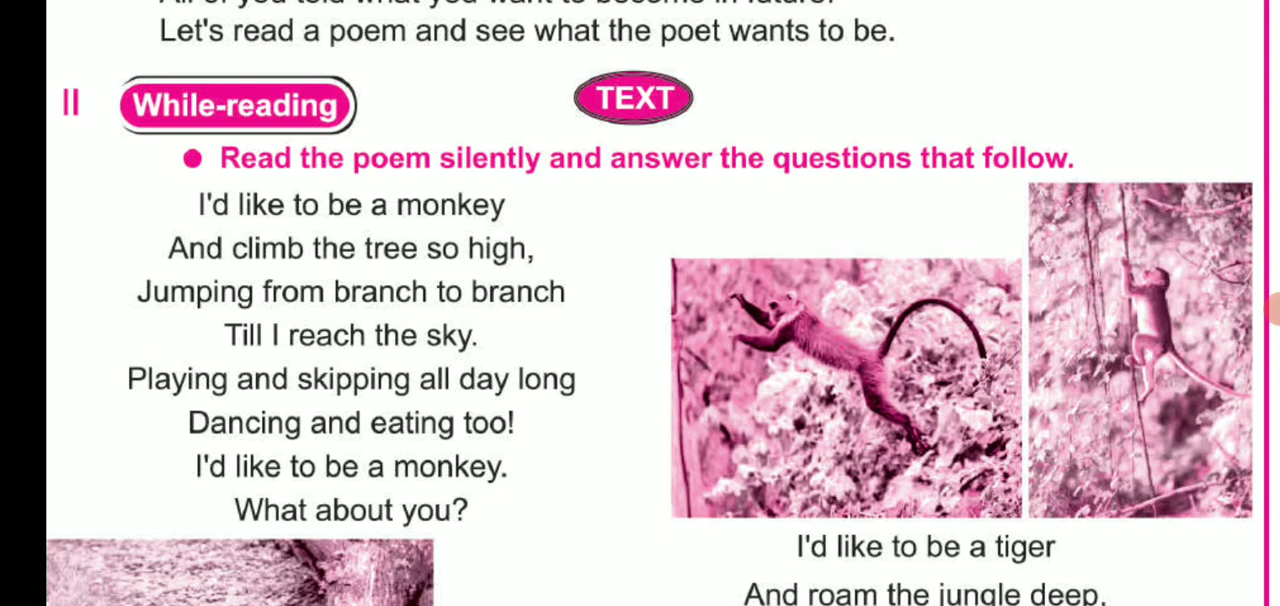 Let's read a poem and see what the poet wants to be.
II While-reading
TEXT
● Read the poem silently and answer the questions that follow.
I'd like to be a monkey
And climb the tree so high,
Jumping from branch to branch
Till I reach the sky.
Playing and skipping all day long
Dancing and eating too!
I'd like to be a monkey.
What about you?
I'd like to be a tiger
And roam the jungle deep,